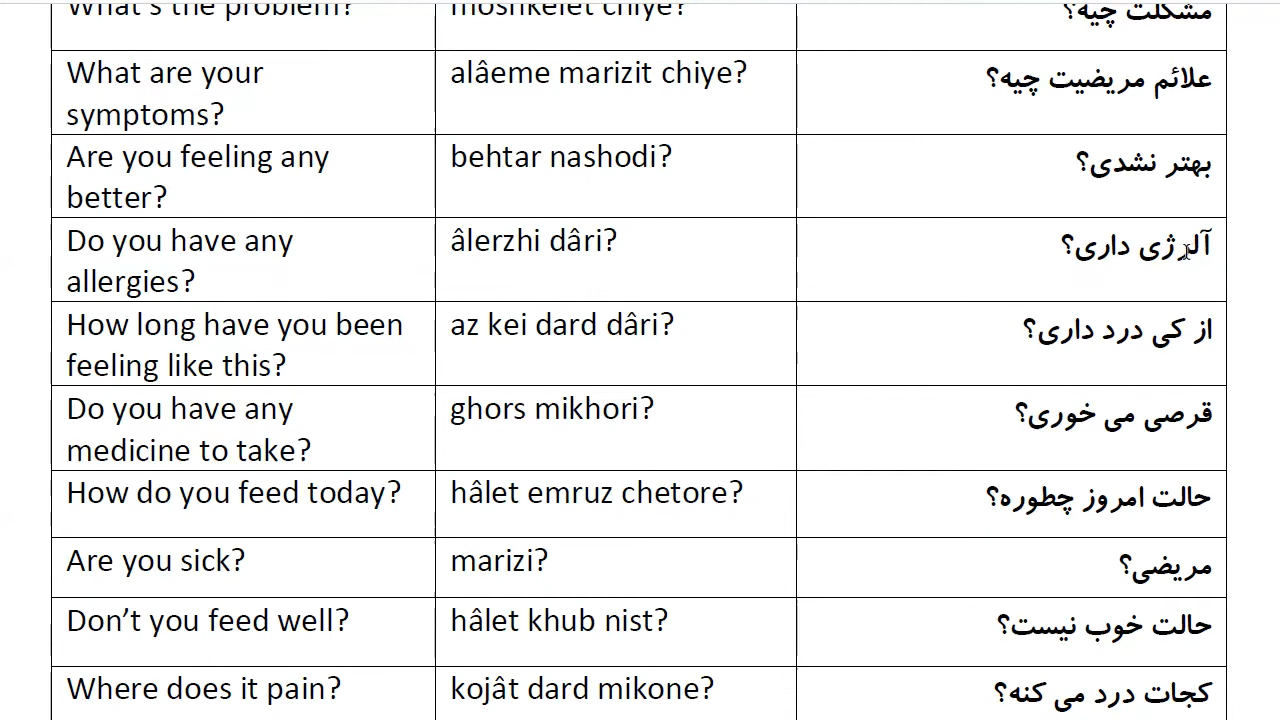 What's the problem? moshkelet chiye? مشکلت چیه؟
What are your
symptoms?
alâeme marizit chiye?
علائم مریضیت چیه؟
Are you feeling any
better?
behtar nashodi?
بهتر نشدی؟
Do you have any
allergies?
âlerzhi dâri?
آلرژی داری؟
How long have you been
feeling like this?
az kei dard dâri?
از کی درد داری؟
Do you have any
medicine to take?
ghors mikhori?
قرصی می خوری؟
How do you feed today?
hâlet emruz chetore?
حالت امروز چطوره؟
Are you sick?
marizi?
مریضی؟
Don't you feed well?
hâlet khub nist?
حالت خوب نیست؟
Where does it pain?
kojât dard mikone?
کجات درد می کنه؟